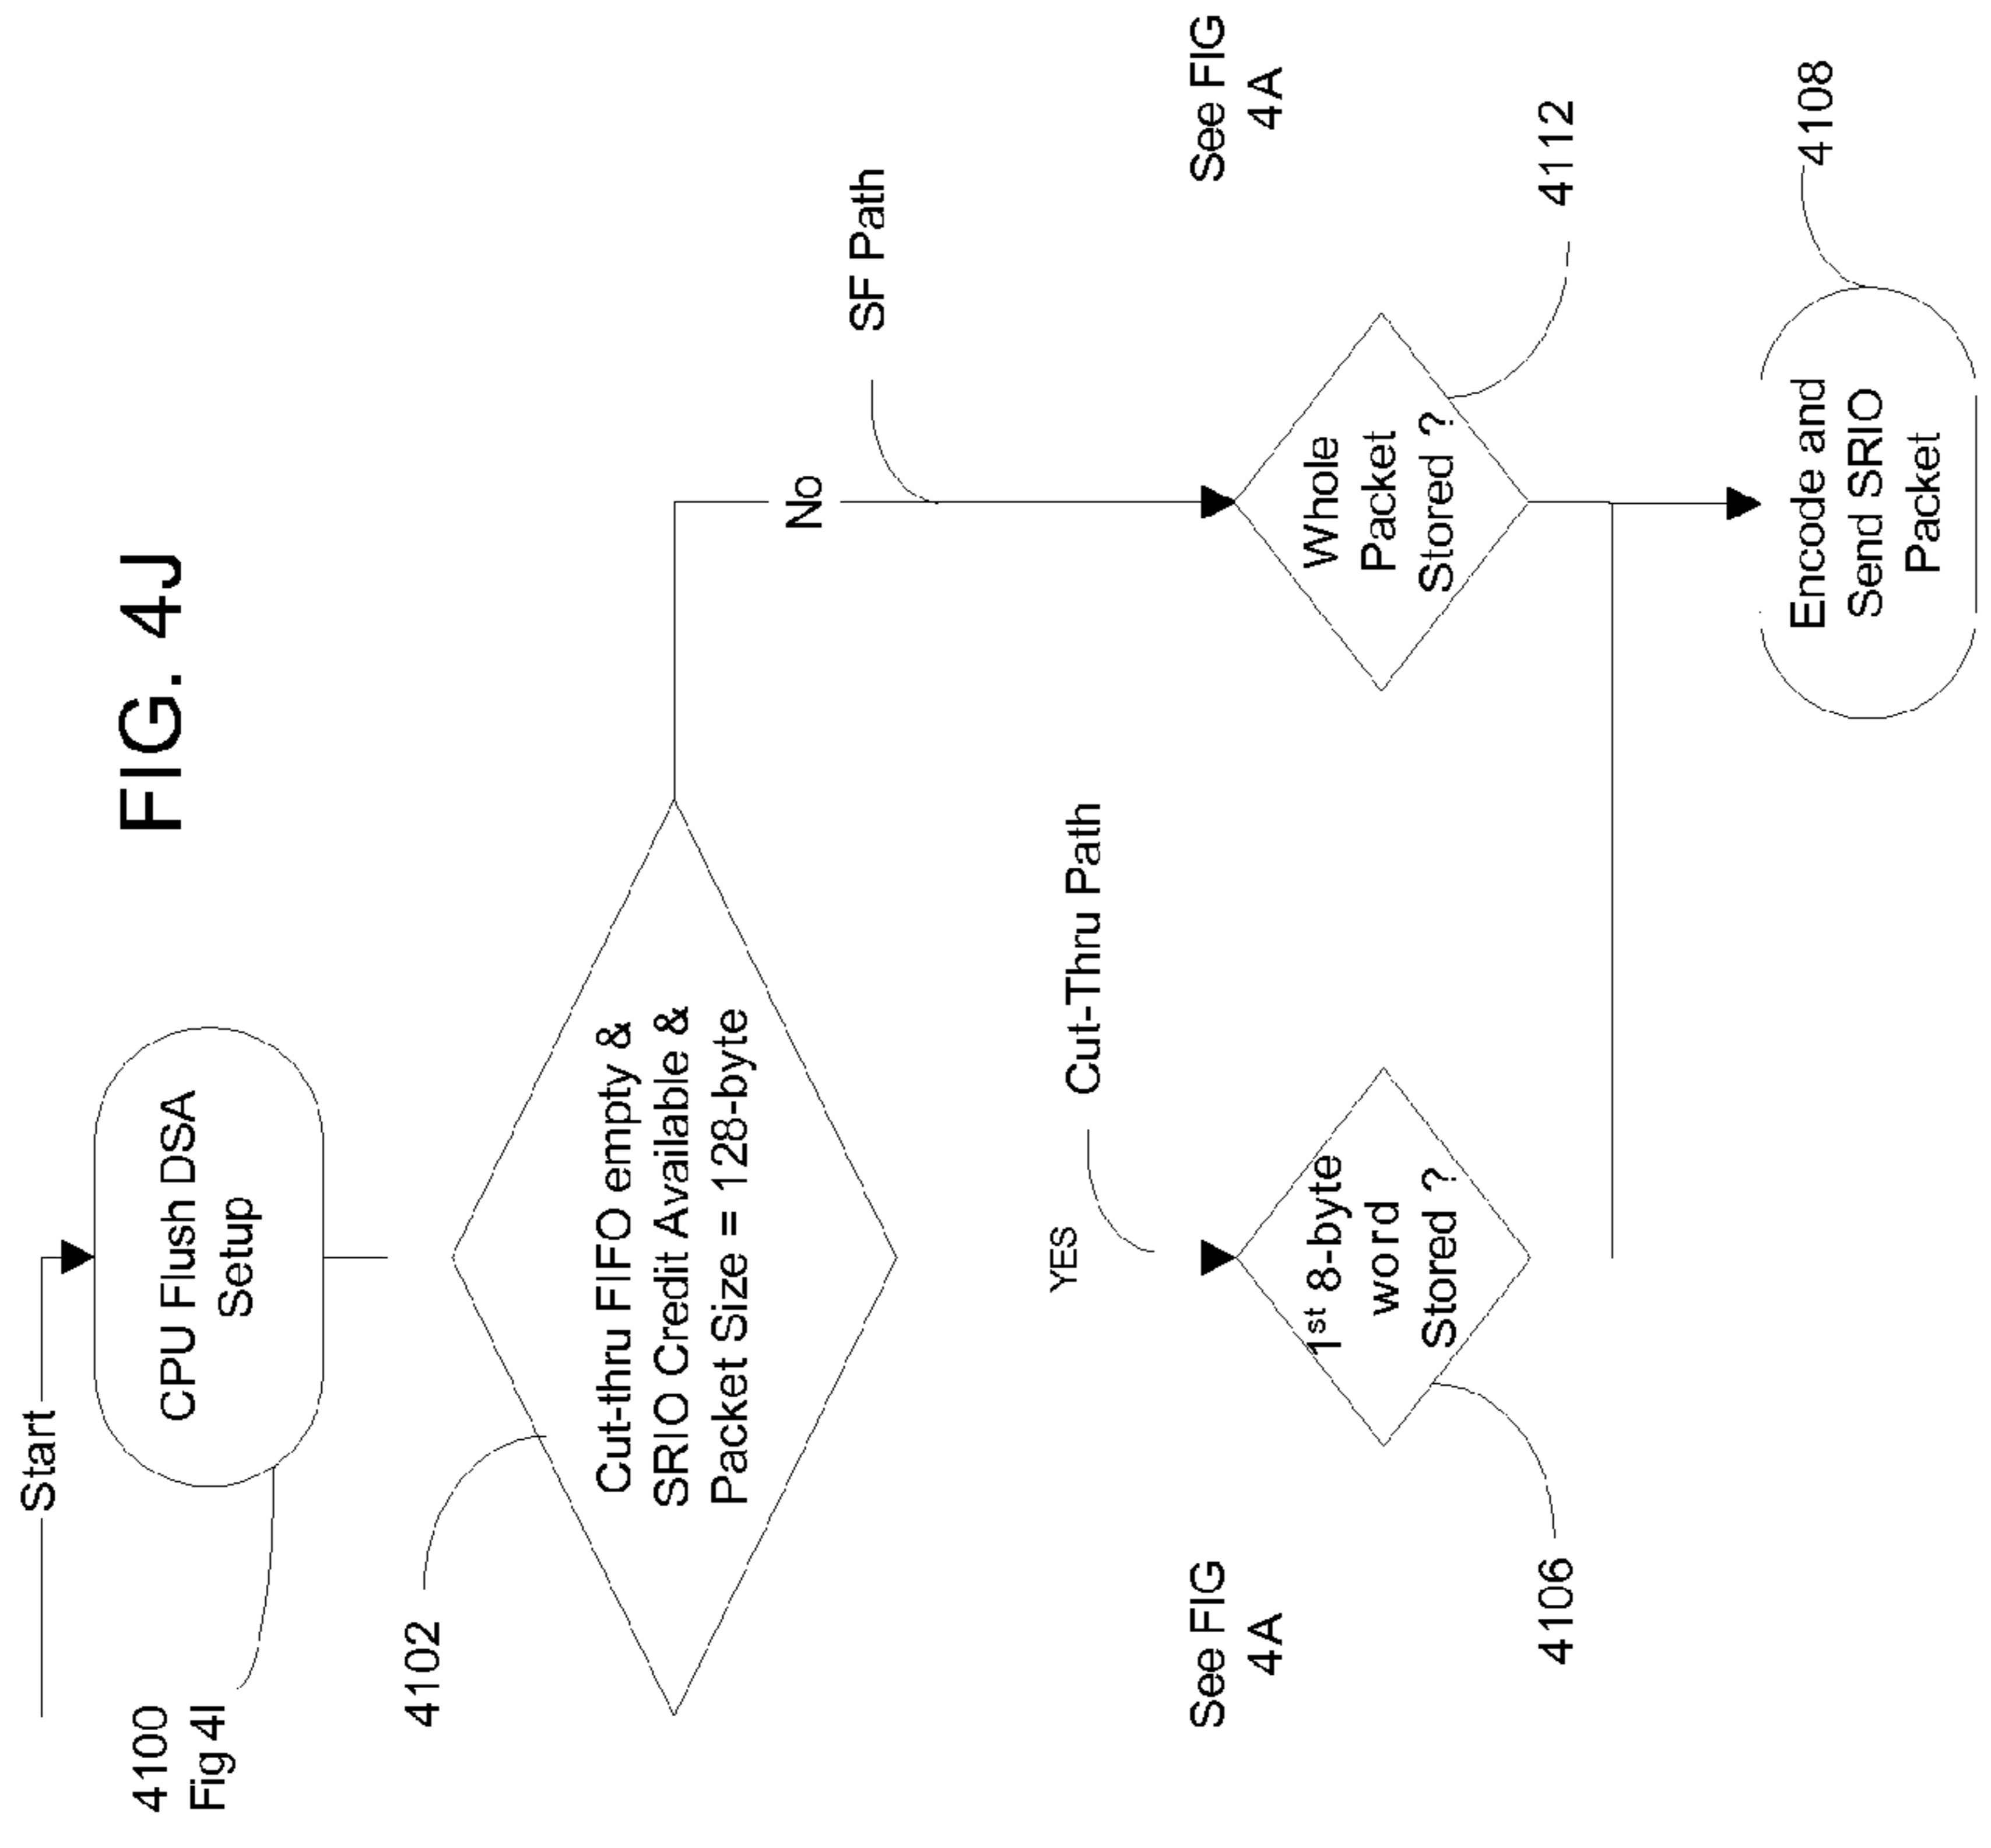 FIG. 4J
Start
CPU Flush DSA
Setup
4100
Fig 4I
4102
Cut-thru FIFO empty &
SRIO Credit Available &
Packet Size = 128-byte
No
SF Path
YES
Cut-Thru Path
See FIG
4A
1st 8-byte
word
Stored ?
4106
See FIG
4A
Whole
Packet
Stored ?
4112
Encode and
Send SRIO
Packet
4108